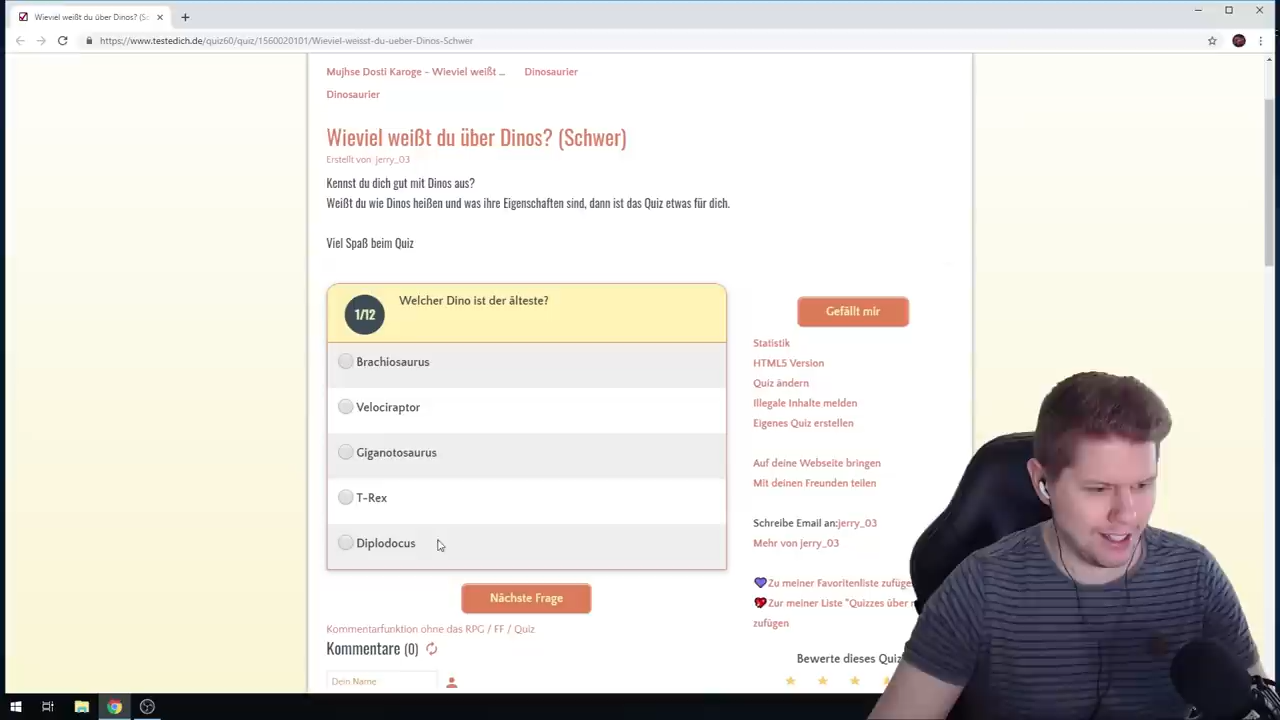 Wieviel weißt du über Dinos? (Sc
https://www.testedich.de/quiz60/quiz/1560020101/Wieviel-weisst-du-ueber-Dinos-Schwer
Mujhse Dosti Karoge - Wieviel weißt ...
Dinosaurier
Dinosaurier
Wieviel weißt du über Dinos? (Schwer)
Erstellt von: jerry_03
Kennst du dich gut mit Dinos aus?
Weißt du wie Dinos heißen und was ihre Eigenschaften sind, dann ist das Quiz etwas für dich.
Viel Spaß beim Quiz
1/12
Welcher Dino ist der älteste?
Brachiosaurus
Velociraptor
Giganotosaurus
T-Rex
Diplodocus
Nächste Frage
Kommentarfunktion ohne das RPG / FF / Quiz
Kommentare (0)
Dein Name
Gefällt mir
Statistik
HTML5 Version
Quiz ändern
Illegale Inhalte melden
Eigenes Quiz erstellen
Auf deine Webseite bringen
Mit deinen Freunden teilen
Schreibe Email an:jerry_03
Mehr von jerry_03
Zu meiner Favoritenliste zufüge
Zur meiner Liste "Quizzes über
zufügen
Bewerte dieses Quiz